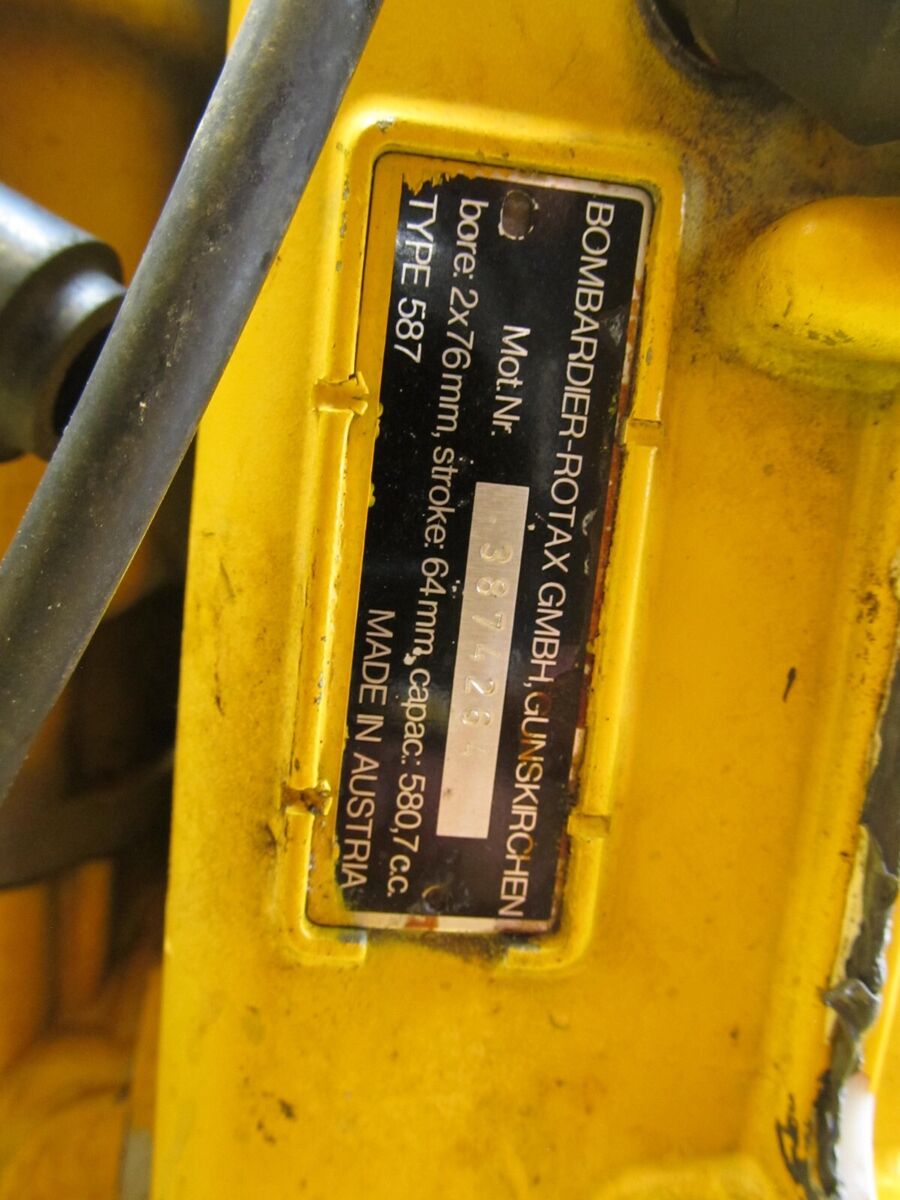 BOMBARDIER-ROTAX GMBH, GUNSKIRCHEN
Mot.Nr. 3874264
bore: 2x76mm, stroke: 64mm, capac.: 580,7 c.c.
TYPE 587
MADE IN AUSTRIA